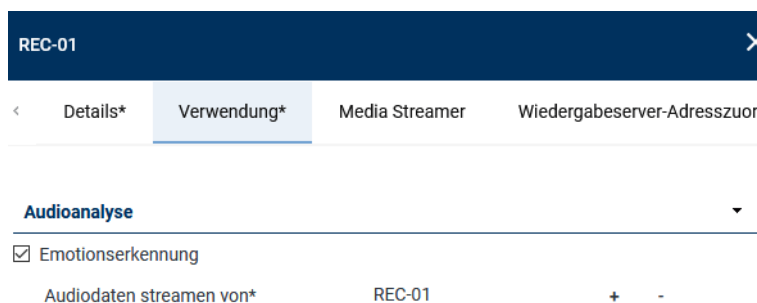 REC-01
Details* Verwendung* Media Streamer Wiedergabeserver-Adresszuor
Audioanalyse
Emotionserkennung
Audiodaten streamen von* REC-01 + -